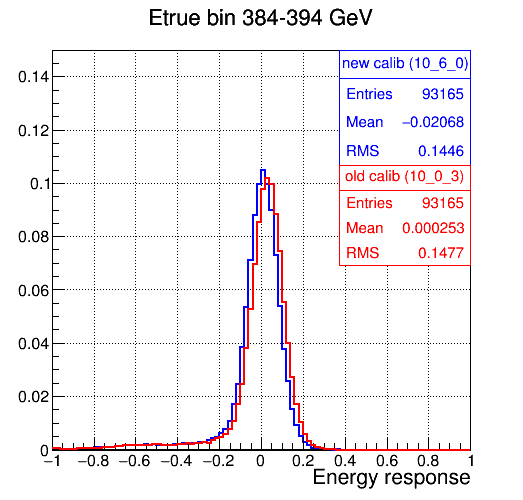 Etrue bin 384-394 GeV
new calib (10_6_0)
Entries 93165
Mean −0.02068
RMS 0.1446
old calib (10_0_3)
Entries 93165
Mean 0.000253
RMS 0.1477
0.14
0.12
0.1
0.08
0.06
0.04
0.02
0
−1 −0.8 −0.6 −0.4 −0.2 0 0.2 0.4 0.6 0.8 1
Energy response